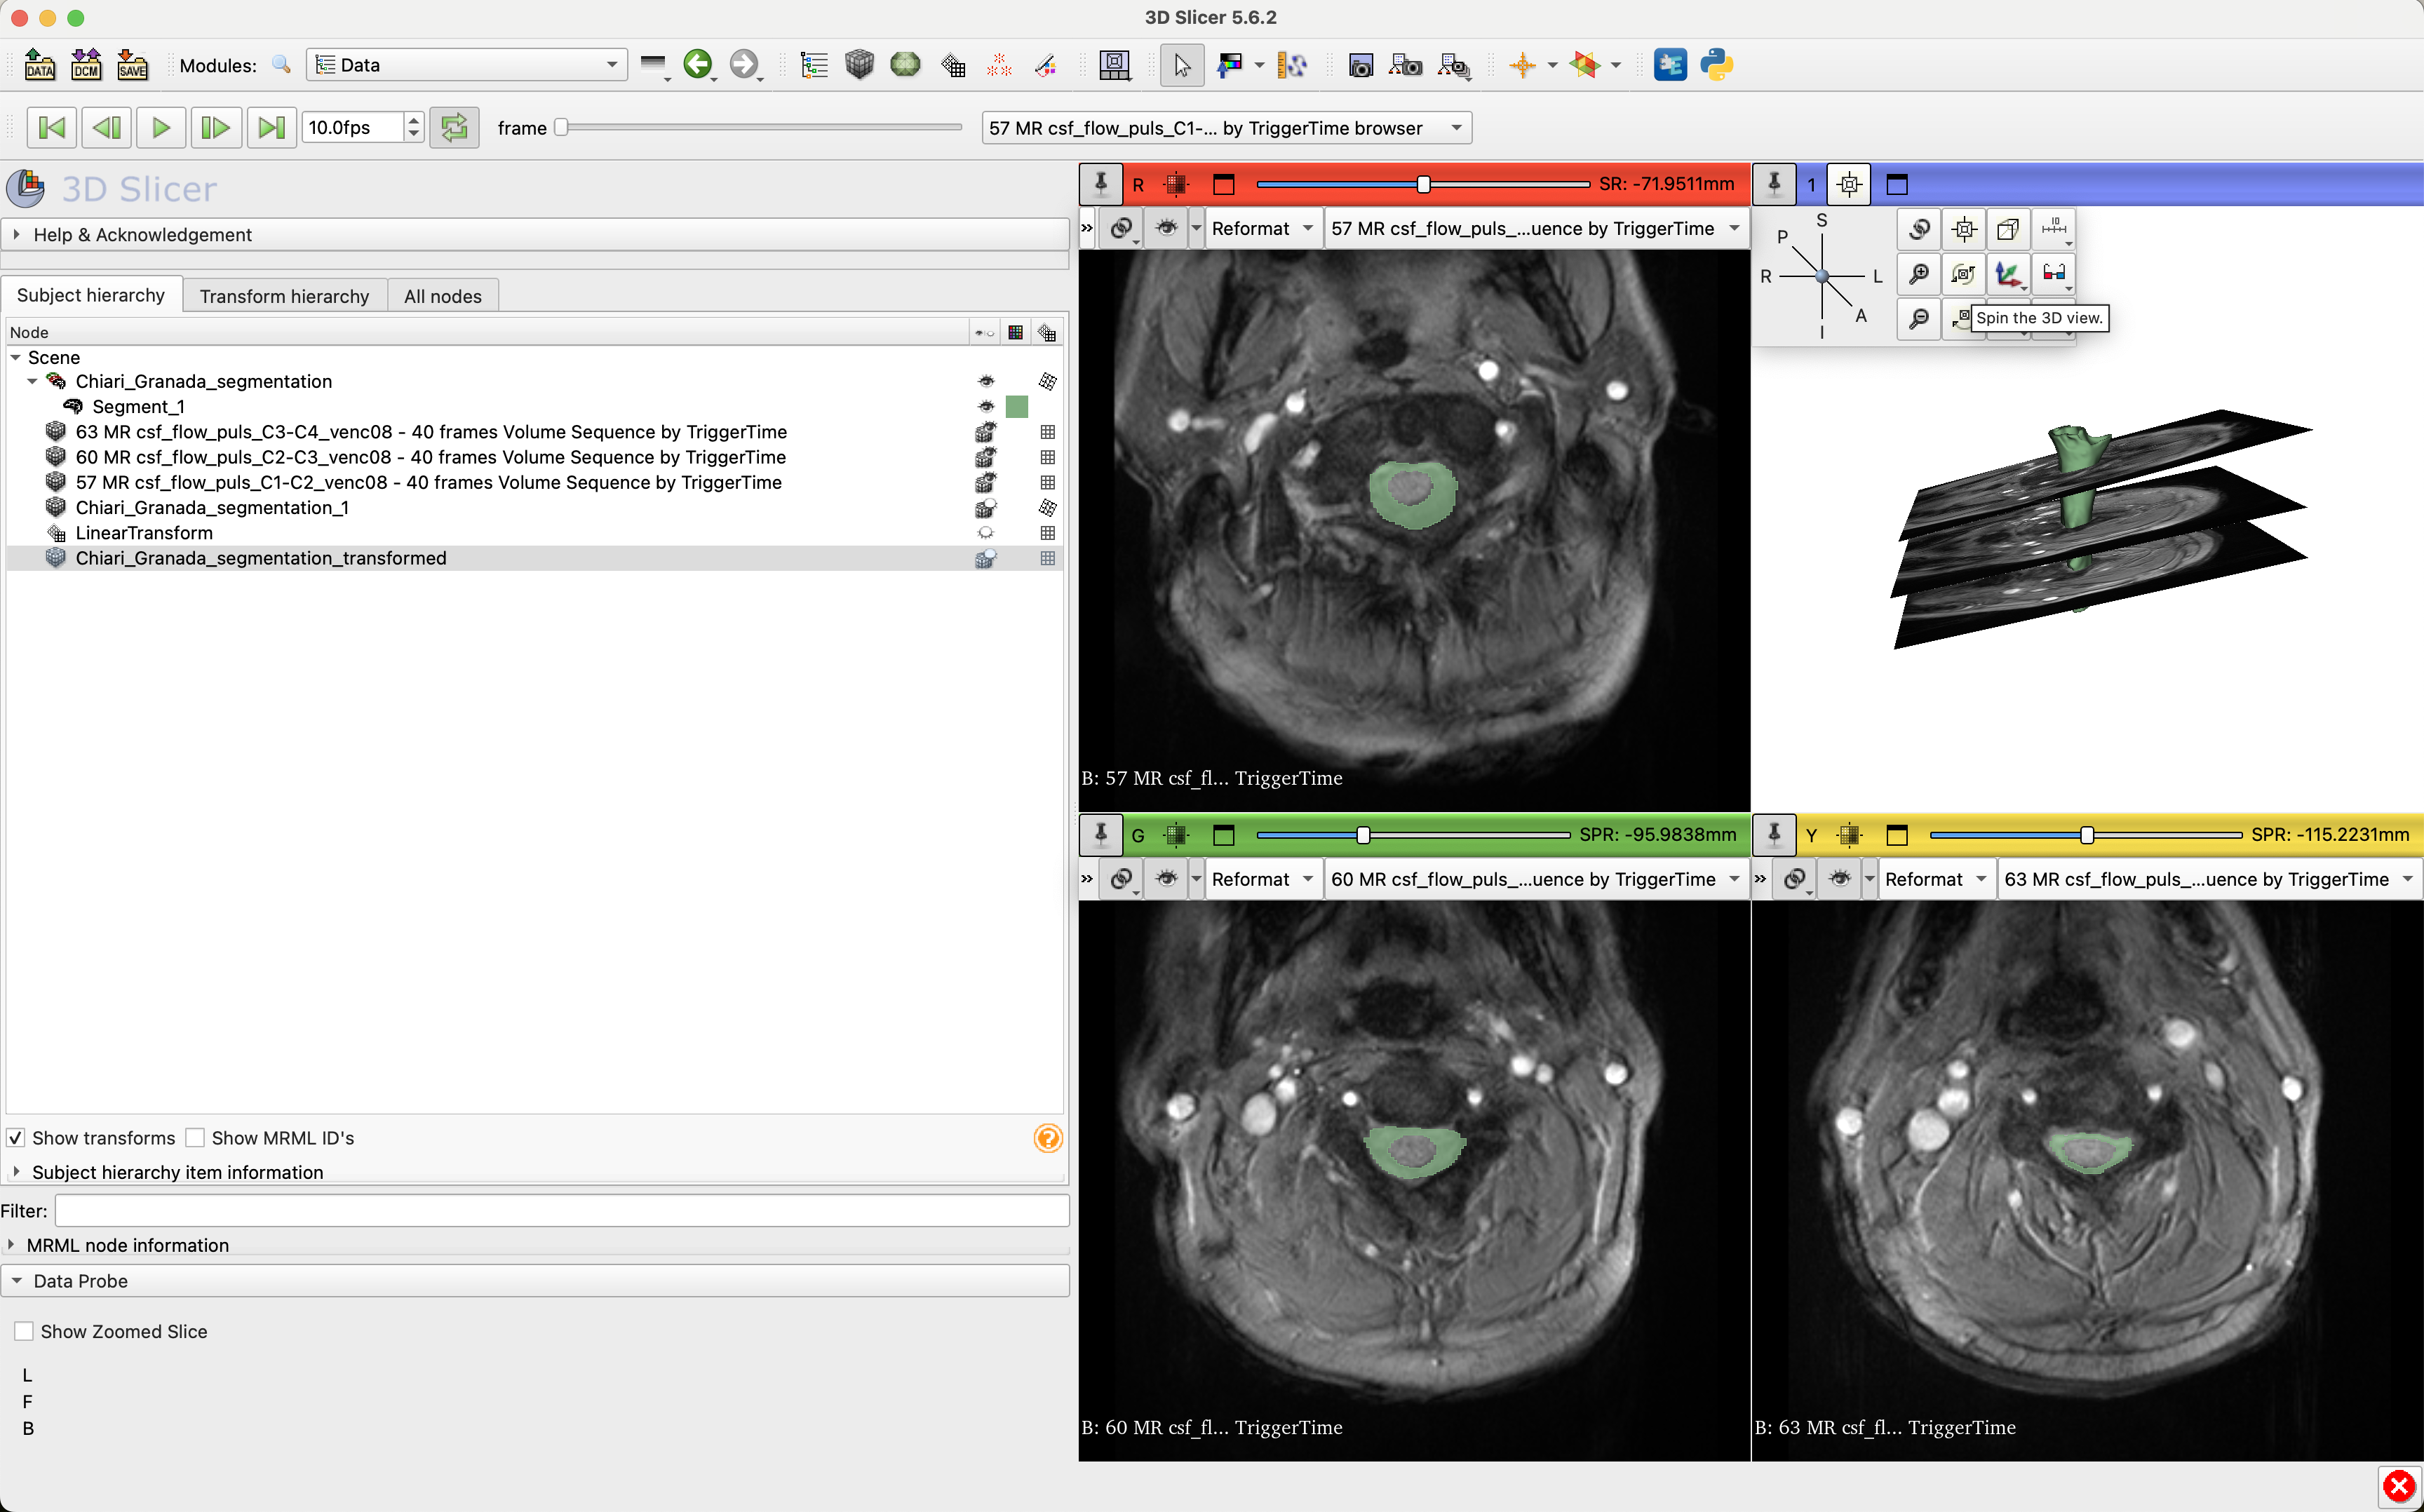 3D Slicer 5.6.2
DATA DCM SAVE Modules: Data
10.0fps frame 57 MR csf_flow_puls_C1-... by TriggerTime browser
3D Slicer
Help & Acknowledgement
Subject hierarchy Transform hierarchy All nodes
Node
Scene
Chiari_Granada_segmentation
Segment_1
63 MR csf_flow_puls_C3-C4_venc08 - 40 frames Volume Sequence by TriggerTime
60 MR csf_flow_puls_C2-C3_venc08 - 40 frames Volume Sequence by TriggerTime
57 MR csf_flow_puls_C1-C2_venc08 - 40 frames Volume Sequence by TriggerTime
Chiari_Granada_segmentation_1
LinearTransform
Chiari_Granada_segmentation_transformed
Show transforms Show MRML ID's
Subject hierarchy item information
Filter:
MRML node information
Data Probe
Show Zoomed Slice
L
F
B
R SR: -71.9511mm
» Reformat 57 MR csf_flow_puls_...uence by TriggerTime
B: 57 MR csf_fl... TriggerTime
1
S
P
R L
A
I
Spin the 3D view.
G SPR: -95.9838mm
» Reformat 60 MR csf_flow_puls_...uence by TriggerTime
B: 60 MR csf_fl... TriggerTime
Y SPR: -115.2231mm
» Reformat 63 MR csf_flow_puls_...uence by TriggerTime
B: 63 MR csf_fl... TriggerTime